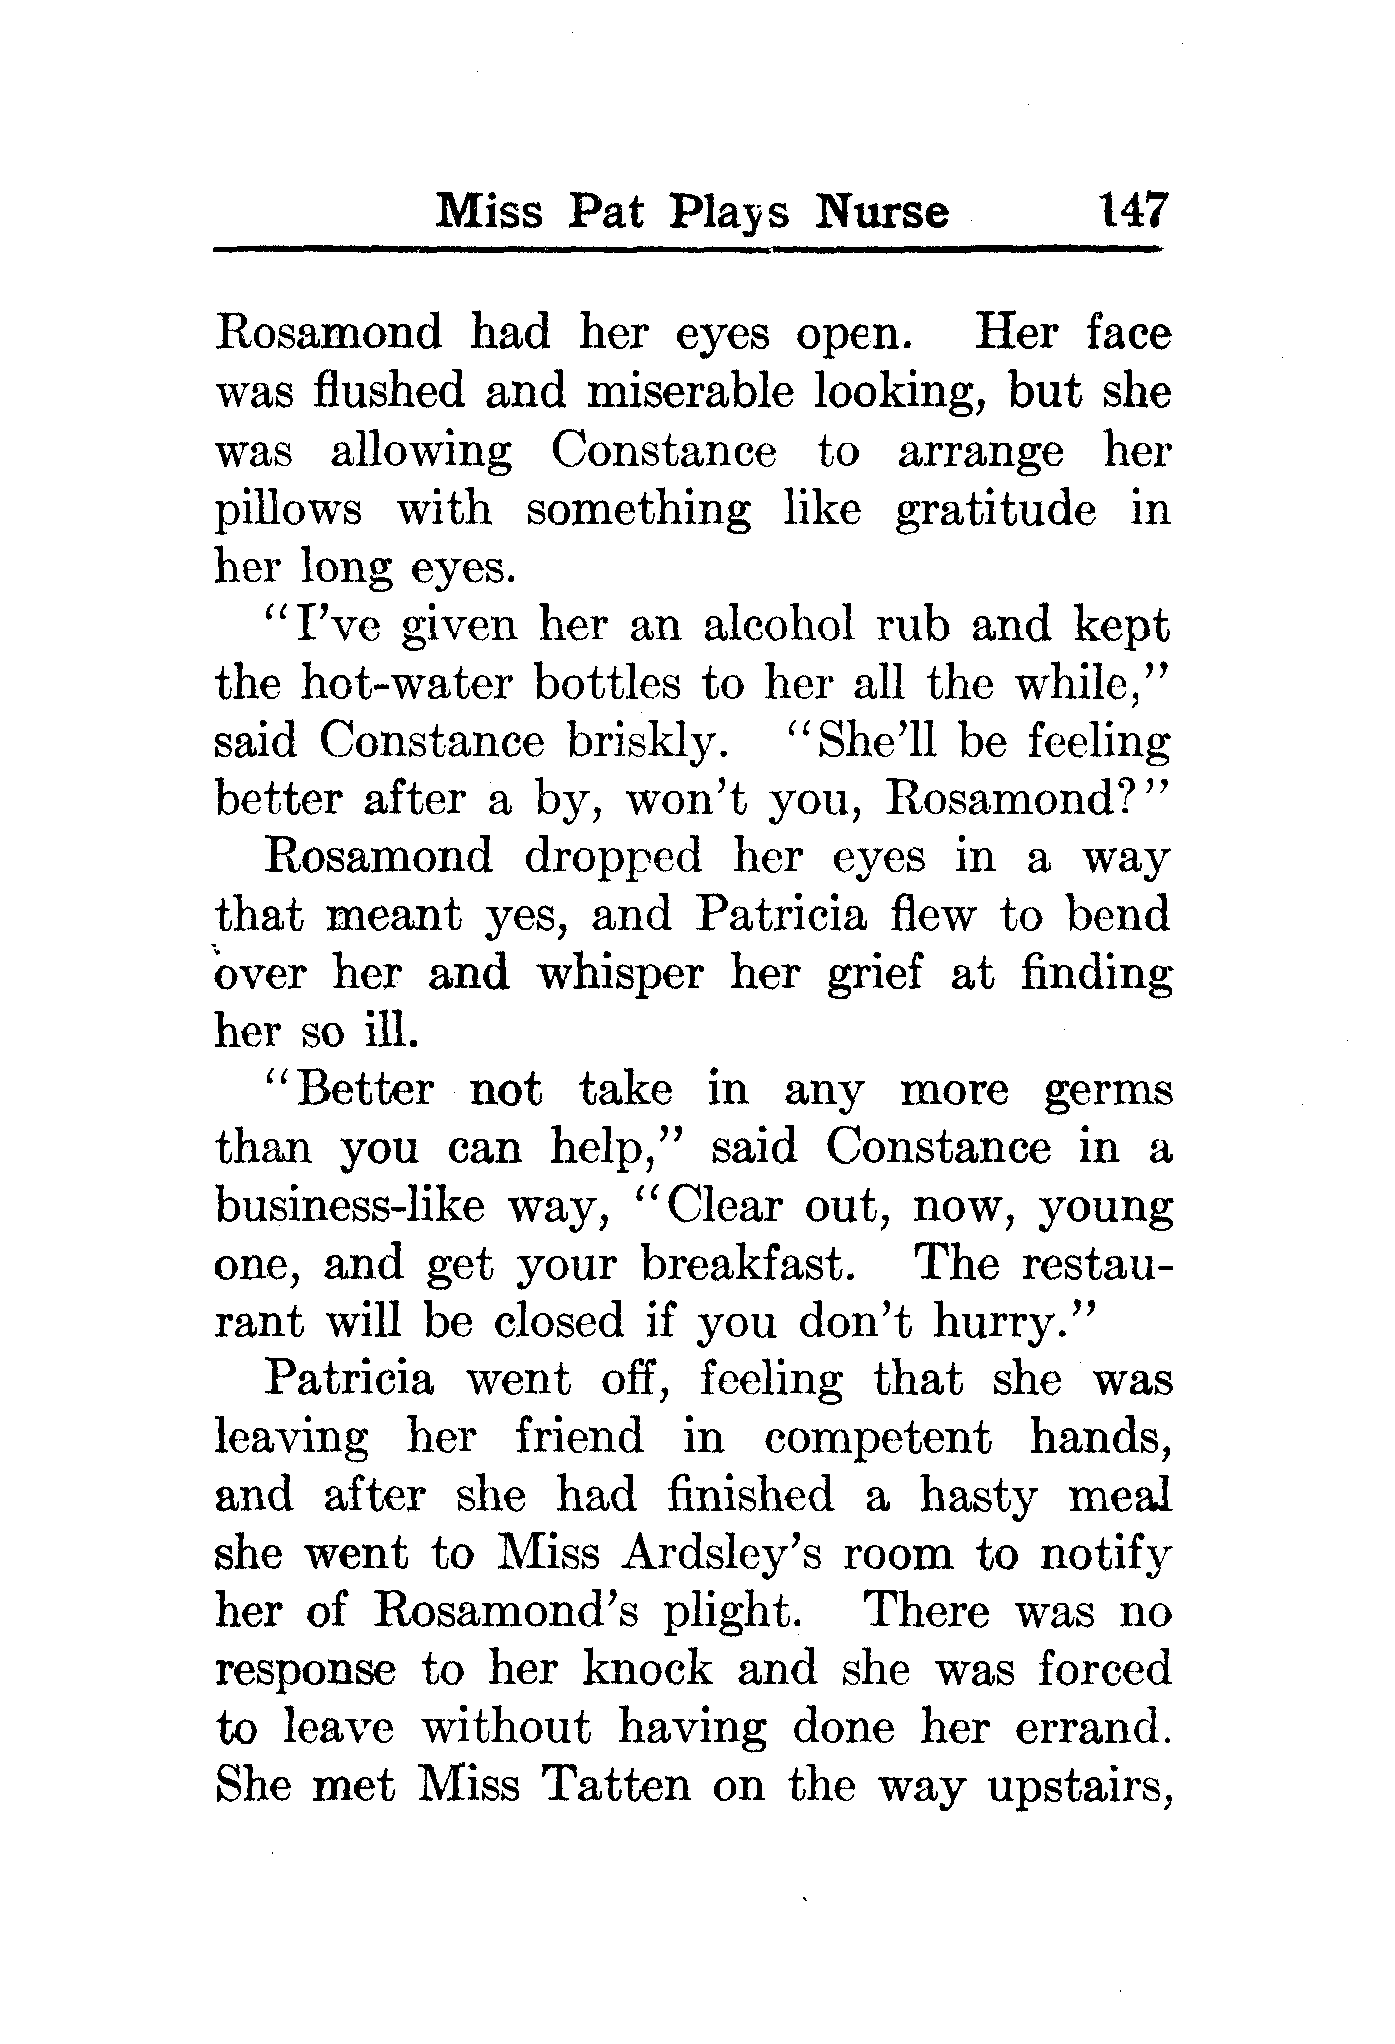 Miss Pat Plays Nurse 147
Rosamond had her eyes open. Her face
was flushed and miserable looking, but she
was allowing Constance to arrange her
pillows with something like gratitude in
her long eyes.
“I’ve given her an alcohol rub and kept
the hot-water bottles to her all the while,”
said Constance briskly. “She’ll be feeling
better after a by, won’t you, Rosamond?”
Rosamond dropped her eyes in a way
that meant yes, and Patricia flew to bend
over her and whisper her grief at finding
her so ill.
“Better not take in any more germs
than you can help,” said Constance in a
business-like way, “Clear out, now, young
one, and get your breakfast. The restau-
rant will be closed if you don’t hurry.”
Patricia went off, feeling that she was
leaving her friend in competent hands,
and after she had finished a hasty meal
she went to Miss Ardsley’s room to notify
her of Rosamond’s plight. There was no
response to her knock and she was forced
to leave without having done her errand.
She met Miss Tatten on the way upstairs,